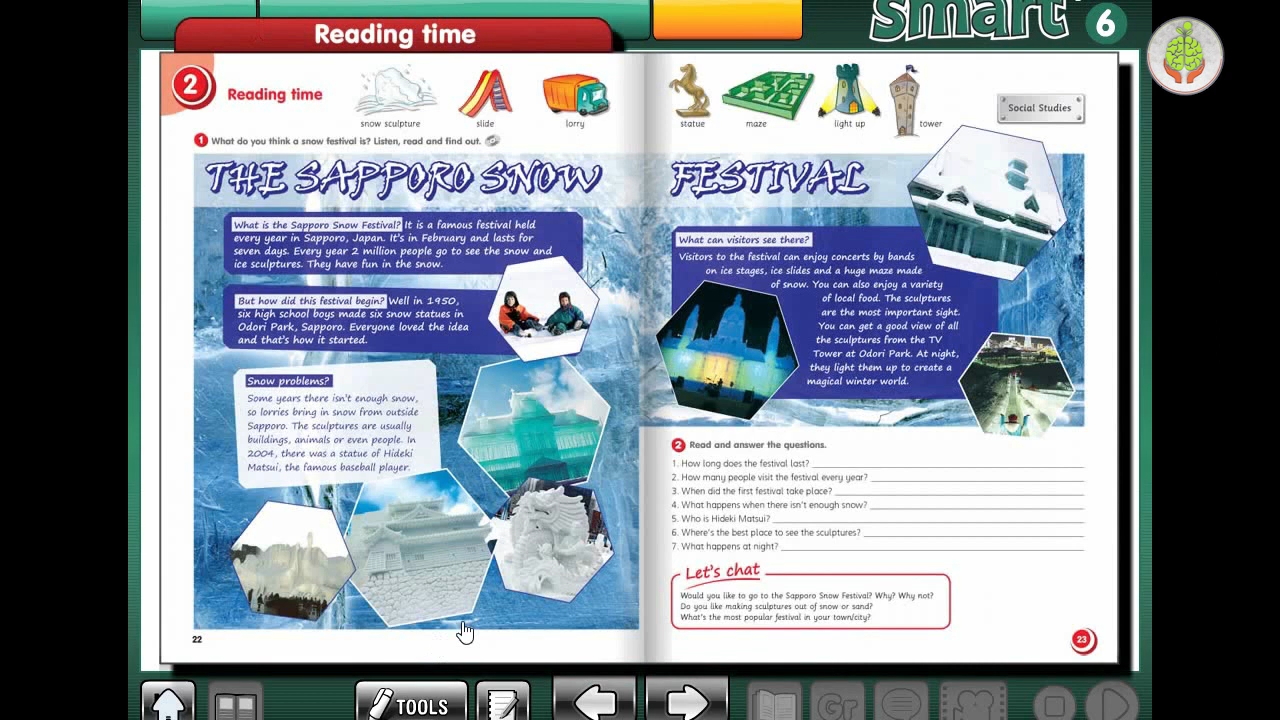 smart 6
Reading time
2
Reading time
snow sculpture
slide
lorry
statue
maze
light up
tower
Social Studies
1 What do you think a snow festival is? Listen, read and find out.
THE SAPPORO SNOW FESTIVAL
What is the Sapporo Snow Festival? It is a famous festival held
every year in Sapporo, Japan. It's in February and lasts for
seven days. Every year 2 million people go to see the snow and
ice sculptures. They have fun in the snow.
But how did this festival begin? Well in 1950,
six high school boys made six snow statues in
Odori Park, Sapporo. Everyone loved the idea
and that's how it started.
Snow problems?
Some years there isn't enough snow,
so lorries bring in snow from outside
Sapporo. The sculptures are usually
buildings, animals or even people. In
2004, there was a statue of Hideki
Matsui, the famous baseball player.
22
What can visitors see there?
Visitors to the festival can enjoy concerts by bands
on ice stages, ice slides and a huge maze made
of snow. You can also enjoy a variety
of local food. The sculptures
are the most important sight.
You can get a good view of all
the sculptures from the TV
Tower at Odori Park. At night,
they light them up to create a
magical winter world.
2 Read and answer the questions.
1. How long does the festival last?
2. How many people visit the festival every year?
3. When did the first festival take place?
4. What happens when there isn't enough snow?
5. Who is Hideki Matsui?
6. Where's the best place to see the sculptures?
7. What happens at night?
Let's chat
Would you like to go to the Sapporo Snow Festival? Why? Why not?
Do you like making sculptures out of snow or sand?
What's the most popular festival in your town/city?
23
TOOLS
Gr